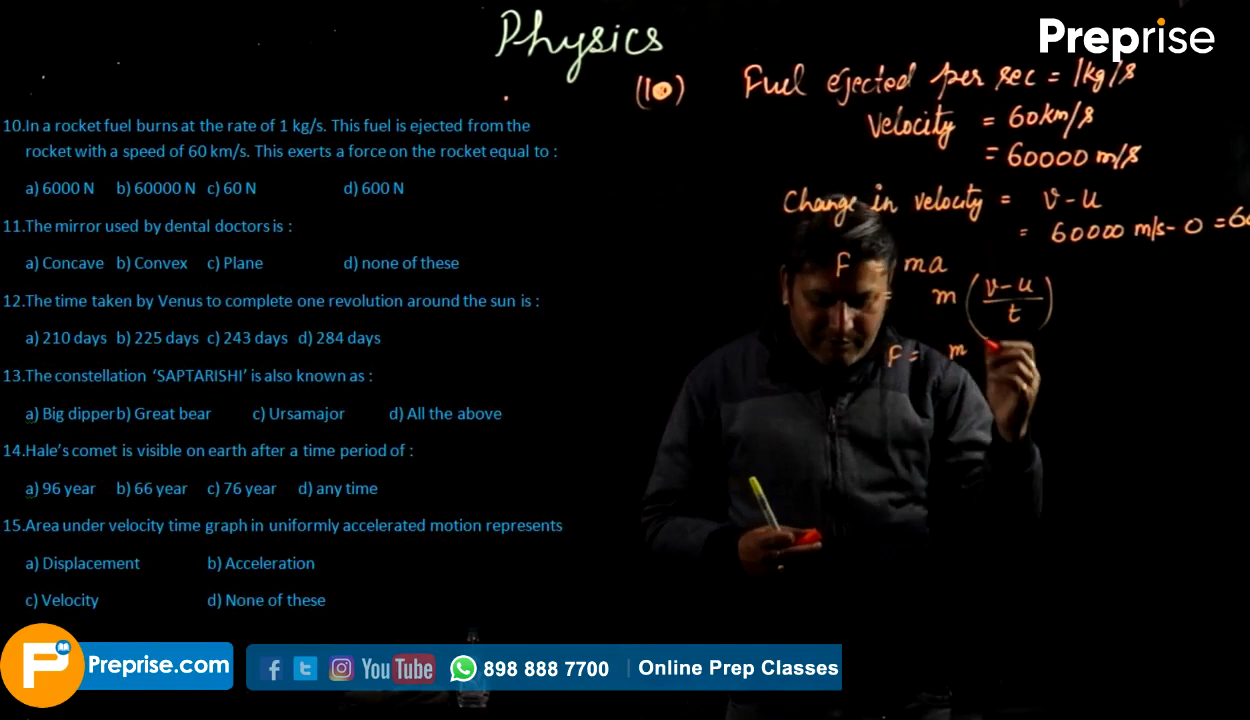 Physics
Preprise
10.In a rocket fuel burns at the rate of 1 kg/s. This fuel is ejected from the
rocket with a speed of 60 km/s. This exerts a force on the rocket equal to :
a) 6000 N b) 60000 N c) 60 N d) 600 N
11.The mirror used by dental doctors is :
a) Concave b) Convex c) Plane d) none of these
12.The time taken by Venus to complete one revolution around the sun is :
a) 210 days b) 225 days c) 243 days d) 284 days
13.The constellation ‘SAPTARISHI’ is also known as :
a) Big dipper b) Great bear c) Ursamajor d) All the above
14.Hale’s comet is visible on earth after a time period of :
a) 96 year b) 66 year c) 76 year d) any time
15.Area under velocity time graph in uniformly accelerated motion represents
a) Displacement b) Acceleration
c) Velocity d) None of these
(10) Fuel ejected per sec = 1kg/s
Velocity = 60km/s
= 60000 m/s
Change in velocity = v - u
= 60000 m/s - 0 = 60
F = ma
= m (v-u/t)
F = m
Preprise.com
f t YouTube 898 888 7700 | Online Prep Classes